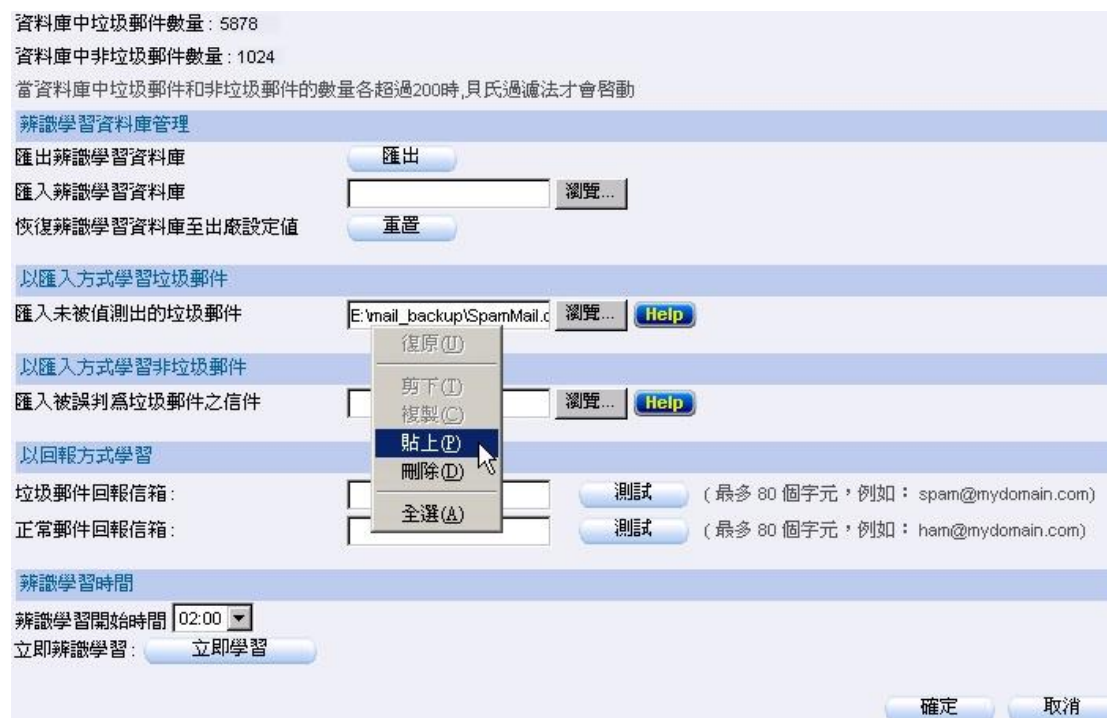 資料庫中垃圾郵件數量 : 5878
資料庫中非垃圾郵件數量 : 1024
當資料庫中垃圾郵件和非垃圾郵件的數量各超過200時,貝氏過濾法才會啓動
辨識學習資料庫管理
匯出辨識學習資料庫 匯出
匯入辨識學習資料庫 瀏覽...
恢復辨識學習資料庫至出廠設定值 重置
以匯入方式學習垃圾郵件
匯入未被偵測出的垃圾郵件 E:\mail_backup\SpamMail.c 瀏覽... Help
復原(U)
以匯入方式學習非垃圾郵件
剪下(T)
匯入被誤判爲垃圾郵件之信件 瀏覽... Help
複製(C)
貼上(P)
以回報方式學習
刪除(D)
垃圾郵件回報信箱 : 測試 ( 最多 80 個字元,例如: spam@mydomain.com)
全選(A)
正常郵件回報信箱 : 測試 ( 最多 80 個字元,例如: ham@mydomain.com)
辨識學習時間
辨識學習開始時間 02:00
立即辨識學習 : 立即學習
確定 取消